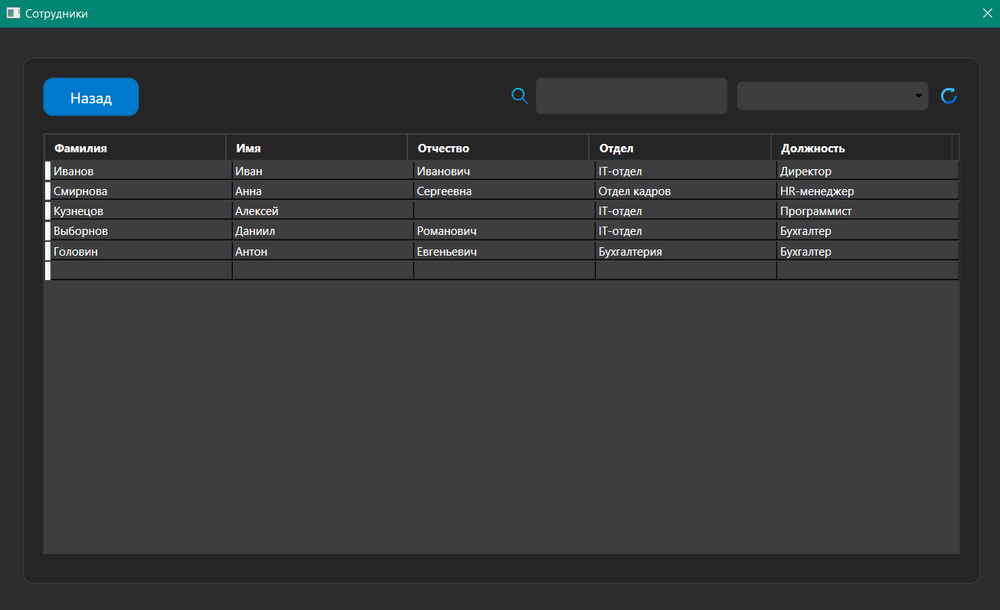 Сотрудники
Назад
Фамилия Имя Отчество Отдел Должность
Иванов Иван Иванович IT-отдел Директор
Смирнова Анна Сергеевна Отдел кадров HR-менеджер
Кузнецов Алексей IT-отдел Программист
Выборнов Даниил Романович IT-отдел Бухгалтер
Головин Антон Евгеньевич Бухгалтерия Бухгалтер